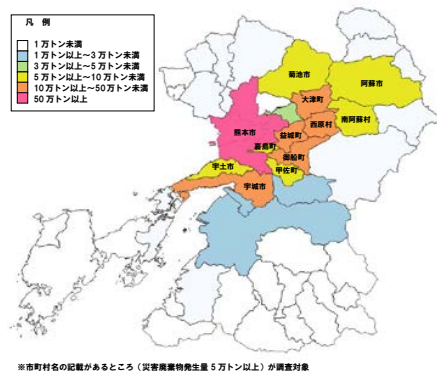 凡 例
1万トン未満
1万トン以上～3万トン未満
3万トン以上～5万トン未満
5万トン以上～10万トン未満
10万トン以上～50万トン未満
50万トン以上
菊池市
阿蘇市
大津町
西原村
南阿蘇村
熊本市
益城町
嘉島町
御船町
甲佐町
宇土市
宇城市
※市町村名の記載があるところ（災害廃棄物発生量5万トン以上）が調査対象